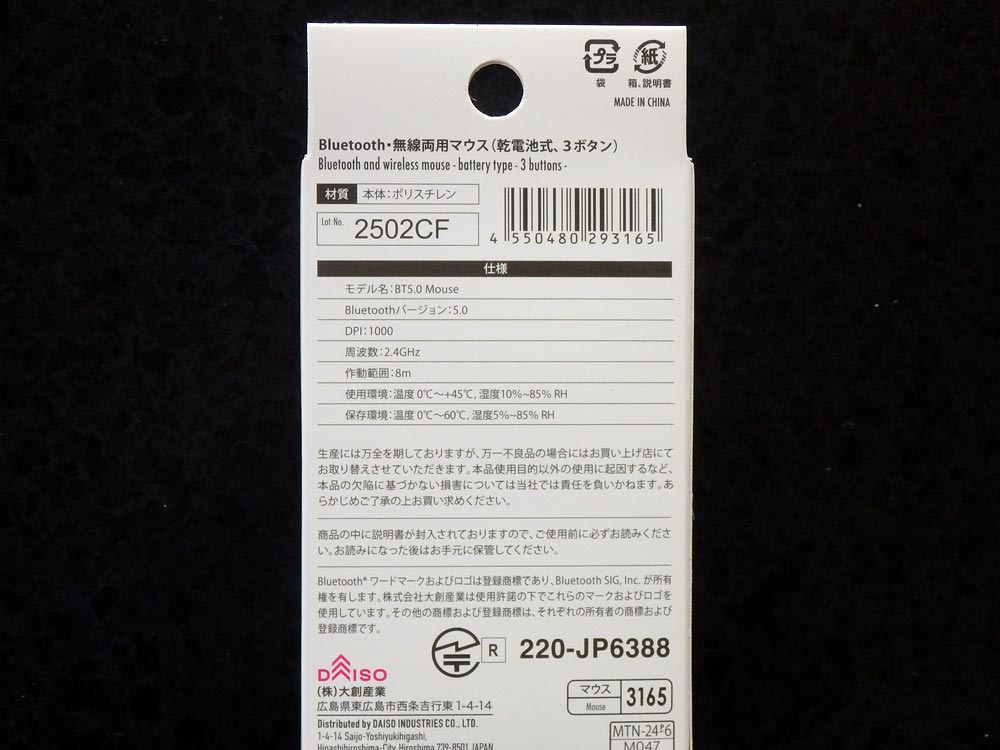 プラ 紙
袋 箱、説明書
MADE IN CHINA
Bluetooth・無線両用マウス(乾電池式、3ボタン)
Bluetooth and wireless mouse - battery type - 3 buttons -
材質 本体:ポリスチレン
Lot No. 2502CF
4 550480 293165
仕様
モデル名:BT5.0 Mouse
Bluetoothバージョン:5.0
DPI:1000
周波数:2.4GHz
作動範囲:8m
使用環境:温度 0℃〜+45℃, 湿度10%~85% RH
保存環境:温度 0℃〜60℃, 湿度5%~85% RH
生産には万全を期しておりますが、万一不良品の場合にはお買い上げ店にて
お取り替えさせていただきます。本品使用目的以外の使用に起因するなど、
本品の欠陥に基づかない損害については当社では責任を負いかねます。あ
らかじめご了承の上お買い求めください。
商品の中に説明書が封入されておりますので、ご使用前に必ずお読みくださ
い。お読みになった後はお手元に保管してください。
Bluetooth® ワードマークおよびロゴは登録商標であり、Bluetooth SIG, Inc. が所有
権を有します。株式会社大創産業は使用許諾の下でこれらのマークおよびロゴを
使用しています。その他の商標および登録商標は、それぞれの所有者の商標および
登録商標です。
R 220-JP6388
DAISO
(株)大創産業
広島県東広島市西条吉行東1-4-14
Distributed by DAISO INDUSTRIES CO., LTD.
1-4-14 Saijo-Yoshiyukihigashi,
Higashihiroshima-City, Hiroshima 739-8501 JAPAN
マウス
Mouse
3165
M047